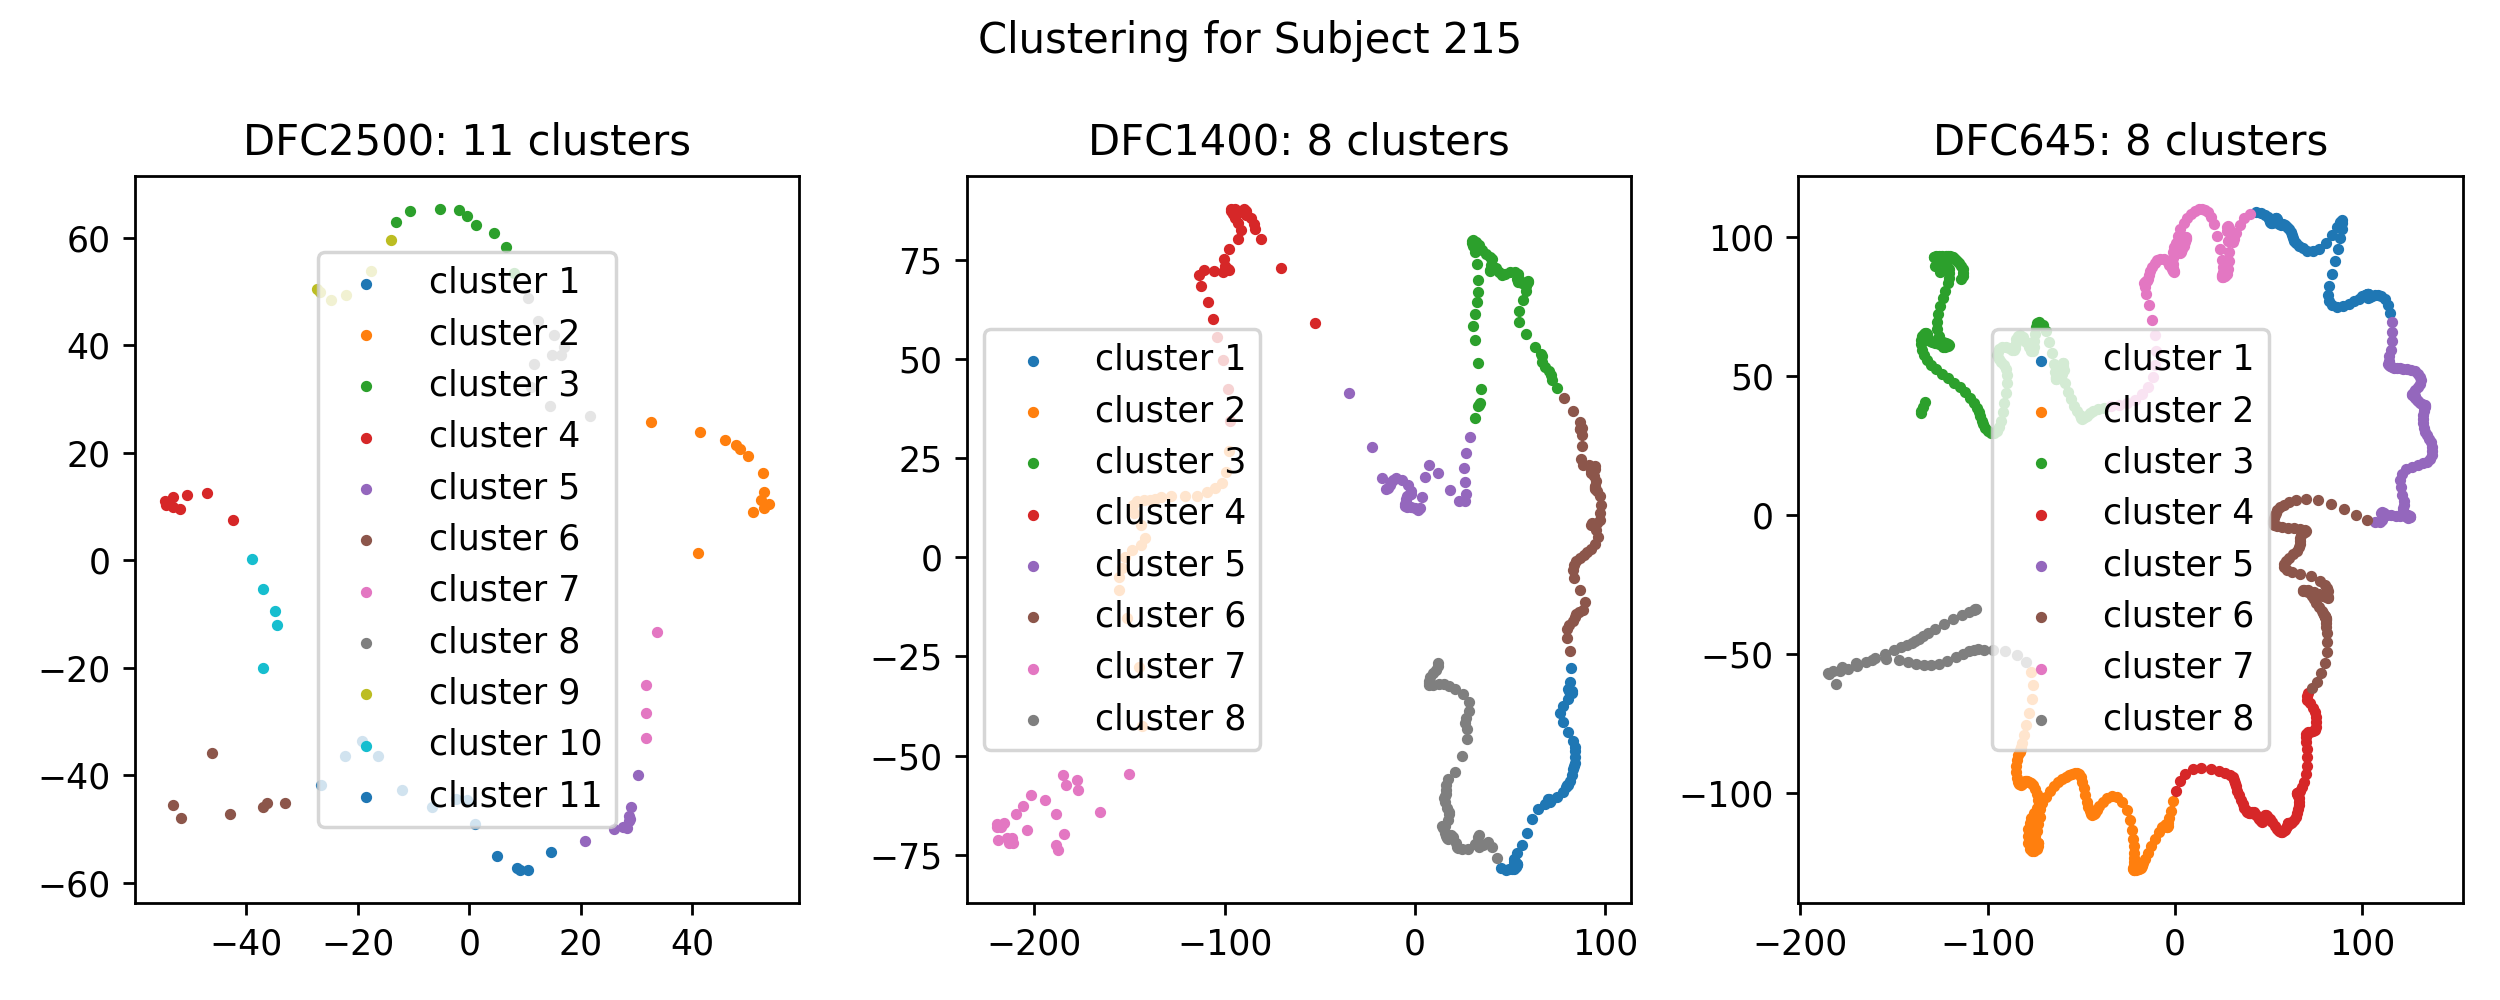 Clustering for Subject 215
DFC2500: 11 clusters
60
40
20
0
−20
−40
−60
−40
−20
0
20
40
cluster 1
cluster 2
cluster 3
cluster 4
cluster 5
cluster 6
cluster 7
cluster 8
cluster 9
cluster 10
cluster 11
DFC1400: 8 clusters
75
50
25
0
−25
−50
−75
−200
−100
0
100
cluster 1
cluster 2
cluster 3
cluster 4
cluster 5
cluster 6
cluster 7
cluster 8
DFC645: 8 clusters
100
50
0
−50
−100
−200
−100
0
100
cluster 1
cluster 2
cluster 3
cluster 4
cluster 5
cluster 6
cluster 7
cluster 8